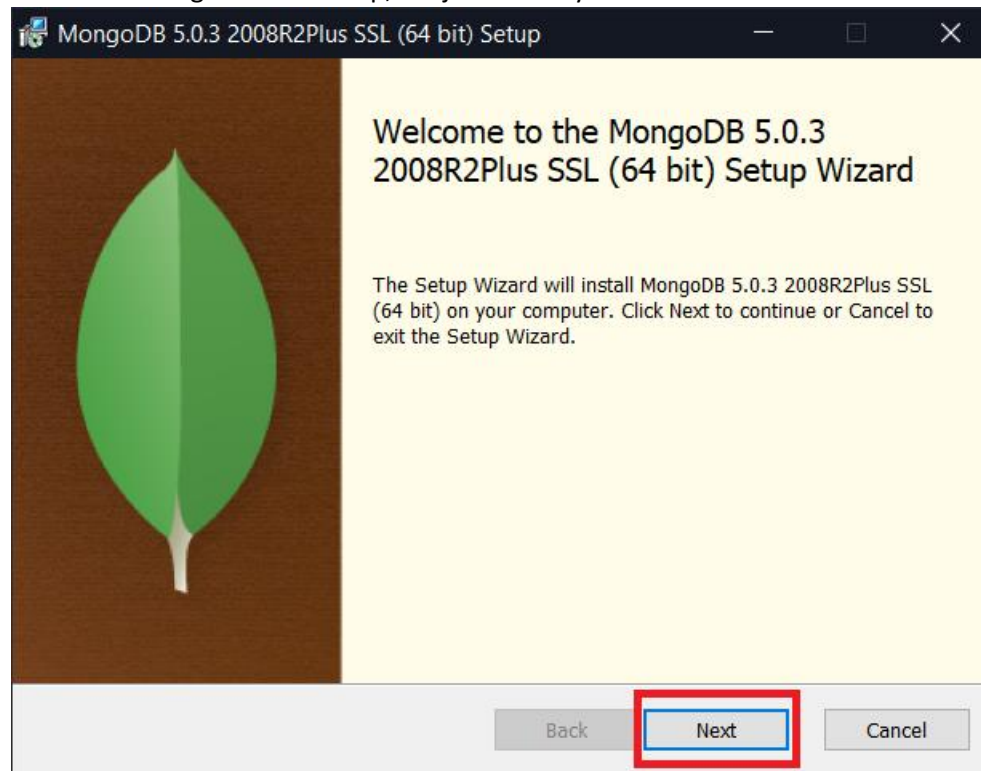 MongoDB 5.0.3 2008R2Plus SSL (64 bit) Setup
Welcome to the MongoDB 5.0.3
2008R2Plus SSL (64 bit) Setup Wizard
The Setup Wizard will install MongoDB 5.0.3 2008R2Plus SSL
(64 bit) on your computer. Click Next to continue or Cancel to
exit the Setup Wizard.
Back Next Cancel